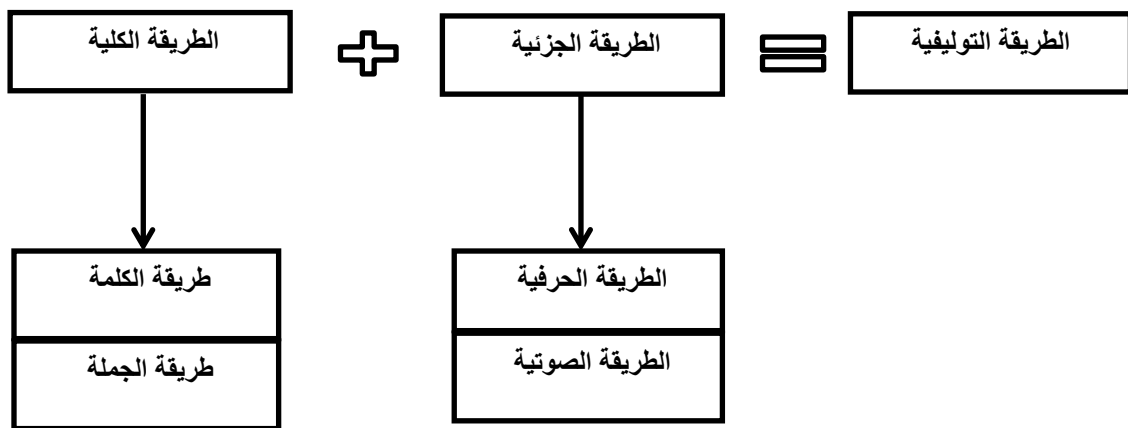 الطريقة الكلية
الطريقة الجزئية
الطريقة التوليفية
طريقة الكلمة
طريقة الجملة
الطريقة الحرفية
الطريقة الصوتية